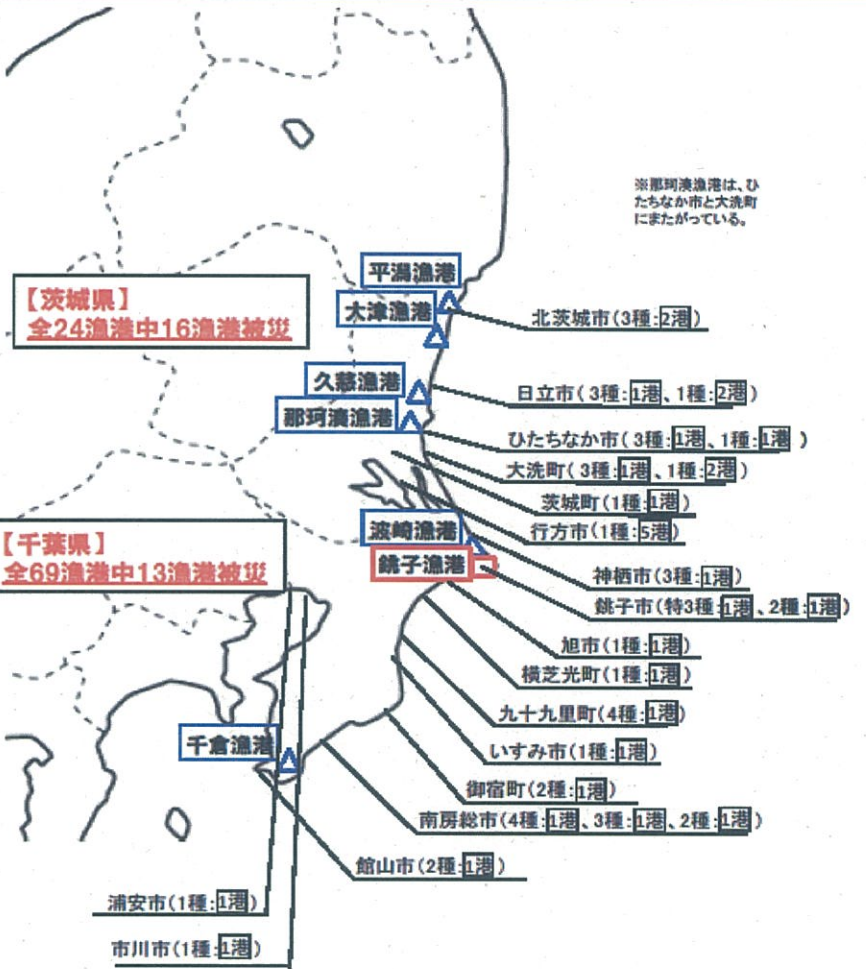 ※那珂湊漁港は、ひ
たちなか市と大洗町
にまたがっている。
平潟漁港
【茨城県】
全24漁港中16漁港被災
大津漁港
北茨城市(3種:2港)
久慈漁港
日立市(3種:1港、1種:2港)
那珂湊漁港
ひたちなか市(3種:1港、1種:1港)
大洗町(3種:1港、1種:2港)
茨城町(1種:1港)
行方市(1種:5港)
【千葉県】
全69漁港中13漁港被災
波崎漁港
銚子漁港
神栖市(3種:1港)
銚子市(特3種:1港、2種:1港)
旭市(1種:1港)
横芝光町(1種:1港)
九十九里町(4種:1港)
千倉漁港
いすみ市(1種:1港)
御宿町(2種:1港)
南房総市(4種:1港、3種:1港、2種:1港)
館山市(2種:1港)
浦安市(1種:1港)
市川市(1種:1港)